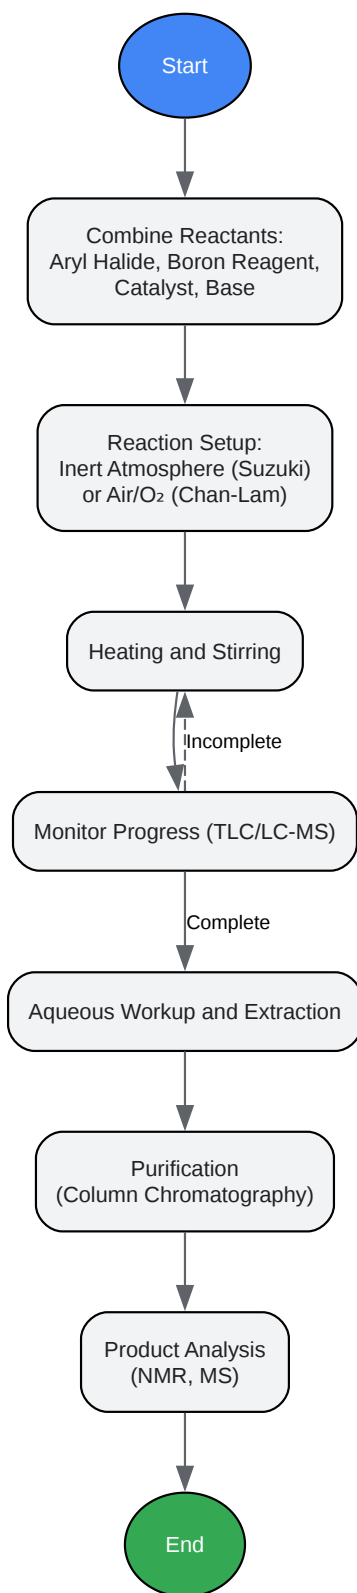 Start
Combine Reactants:
Aryl Halide, Boron Reagent,
Catalyst, Base
Reaction Setup:
Inert Atmosphere (Suzuki)
or Air/O₂ (Chan-Lam)
Heating and Stirring
Incomplete
Monitor Progress (TLC/LC-MS)
Complete
Aqueous Workup and Extraction
Purification
(Column Chromatography)
Product Analysis
(NMR, MS)
End